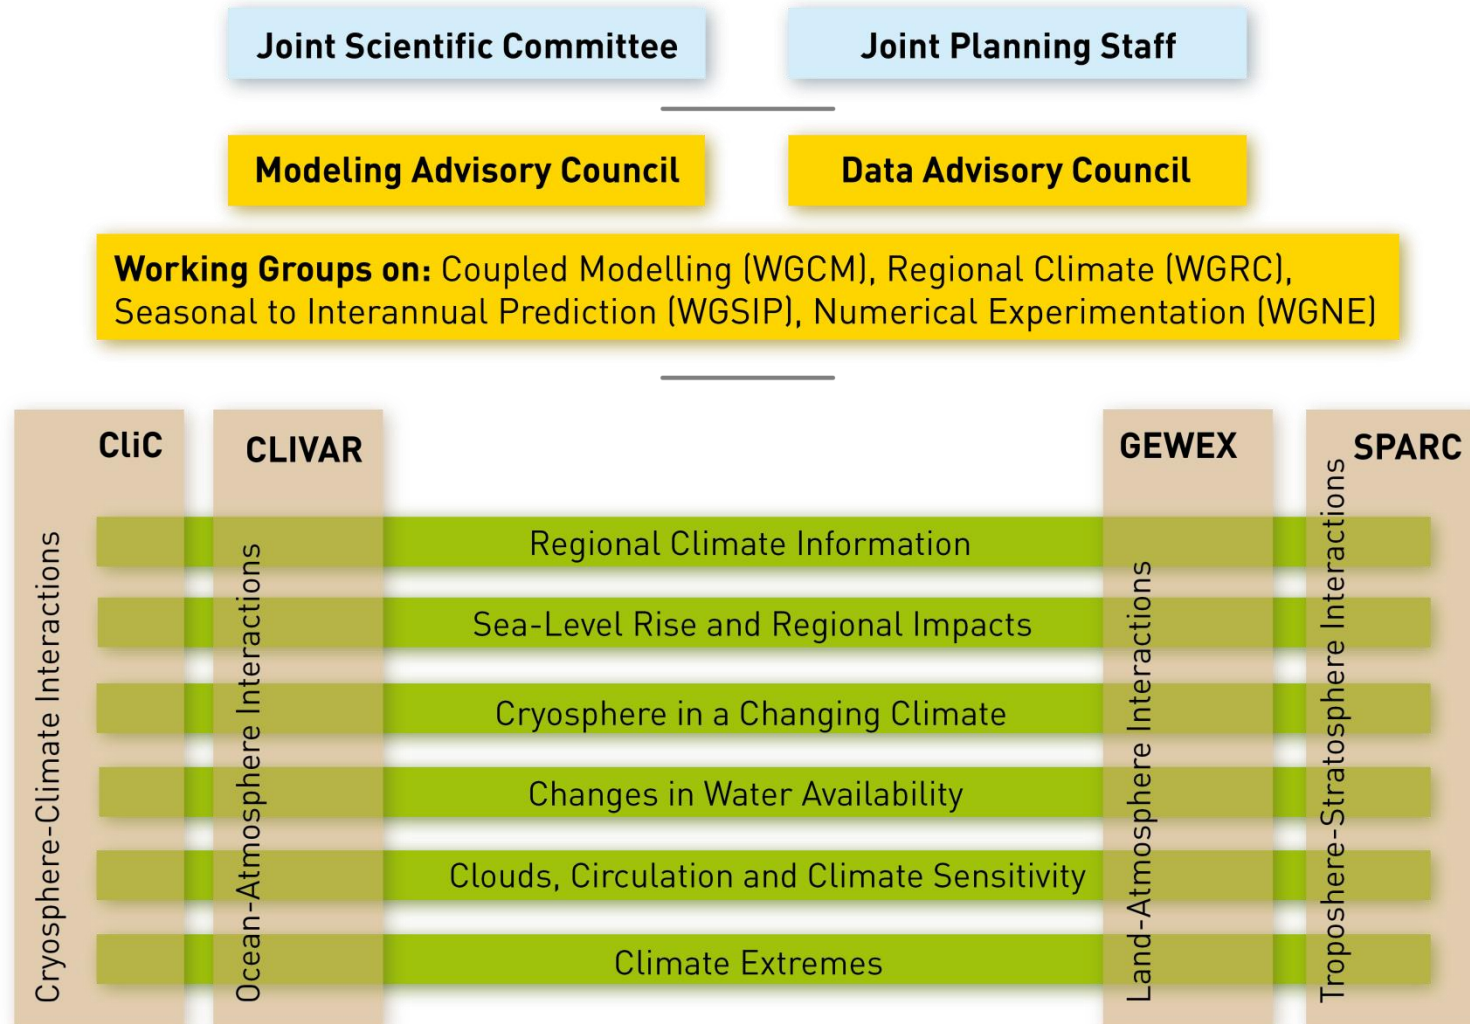 Joint Scientific Committee
Joint Planning Staff
Modeling Advisory Council
Data Advisory Council
Working Groups on: Coupled Modelling (WGCM), Regional Climate (WGRC),
Seasonal to Interannual Prediction (WGSIP), Numerical Experimentation (WGNE)
CliC
CLIVAR
GEWEX
SPARC
Cryosphere-Climate Interactions
Ocean-Atmosphere Interactions
Land-Atmosphere Interactions
Troposhere-Stratosphere Interactions
Regional Climate Information
Sea-Level Rise and Regional Impacts
Cryosphere in a Changing Climate
Changes in Water Availability
Clouds, Circulation and Climate Sensitivity
Climate Extremes